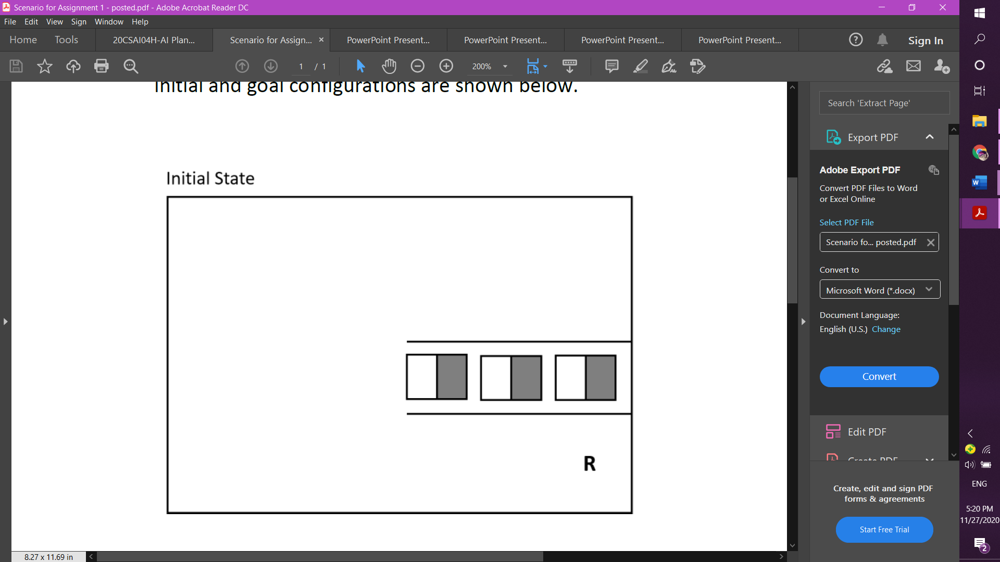 Scenario for Assignment 1 - posted.pdf - Adobe Acrobat Reader DC
File Edit View Sign Window Help
Home Tools 20CSAI04H-AI Plan... Scenario for Assign... × PowerPoint Present... PowerPoint Present... PowerPoint Present... PowerPoint Present... Sign In
1 / 1 200%
Initial and goal configurations are shown below.
Initial State
R
8.27 x 11.69 in
Search 'Extract Page'
Export PDF
Adobe Export PDF
Convert PDF Files to Word
or Excel Online
Select PDF File
Scenario fo... posted.pdf
Convert to
Microsoft Word (*.docx)
Document Language:
English (U.S.) Change
Convert
Edit PDF
Create PDF
Create, edit and sign PDF
forms & agreements
Start Free Trial
ENG
5:20 PM
11/27/2020
2